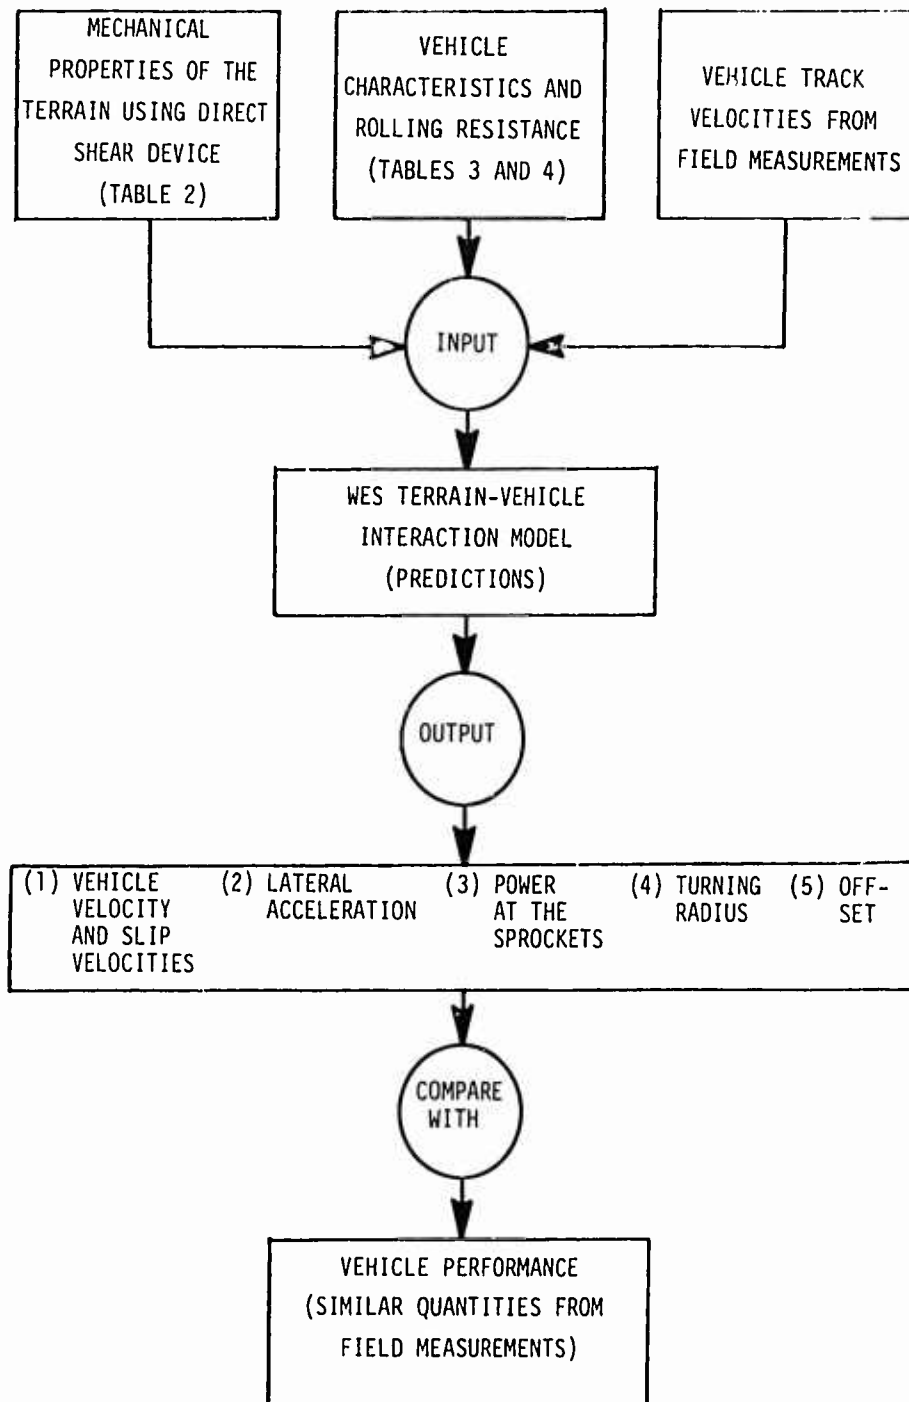 MECHANICAL
PROPERTIES OF THE
TERRAIN USING DIRECT
SHEAR DEVICE
(TABLE 2)
VEHICLE
CHARACTERISTICS AND
ROLLING RESISTANCE
(TABLES 3 AND 4)
VEHICLE TRACK
VELOCITIES FROM
FIELD MEASUREMENTS
INPUT
WES TERRAIN-VEHICLE
INTERACTION MODEL
(PREDICTIONS)
OUTPUT
(1) VEHICLE
VELOCITY
AND SLIP
VELOCITIES
(2) LATERAL
ACCELERATION
(3) POWER
AT THE
SPROCKETS
(4) TURNING
RADIUS
(5) OFF-
SET
COMPARE
WITH
VEHICLE PERFORMANCE
(SIMILAR QUANTITIES FROM
FIELD MEASUREMENTS)